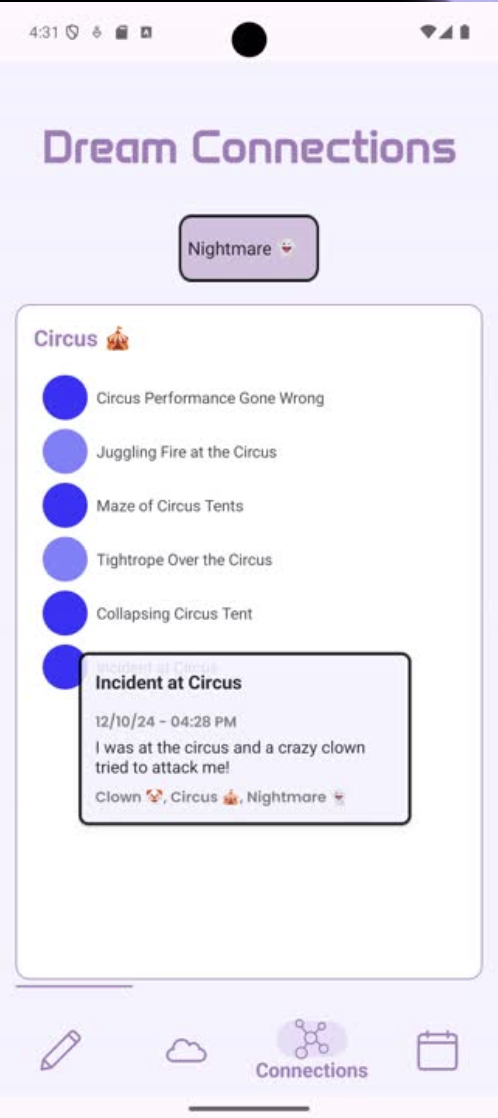 4:31
Dream Connections
Nightmare 👻
Circus 🎪
Circus Performance Gone Wrong
Juggling Fire at the Circus
Maze of Circus Tents
Tightrope Over the Circus
Collapsing Circus Tent
Incident at Circus
Incident at Circus
12/10/24 - 04:28 PM
I was at the circus and a crazy clown
tried to attack me!
Clown 🤡, Circus 🎪, Nightmare 👻
Connections